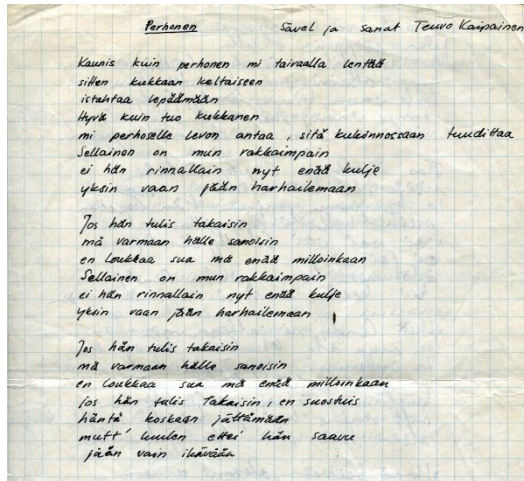 Perhonen Sävel ja sanat Teuvo Kaipainen
Kaunis kuin perhonen mi taivaalla lentää
sitten kukkaan keltaiseen
istahtaa lepäämään
Hyvä kuin tuo kukkanen
mi perhoselle levon antaa, sitä kukinnossaan tuudittaa
Sellainen on mun rakkaimpain
ei hän rinnallain nyt enää kulje
yksin vaan jään harhailemaan
Jos hän tulis takaisin
mä varmaan hälle sanoisin
en loukkaa sua mä enää milloinkaan
Sellainen on mun rakkaimpain
ei hän rinnallain nyt enää kulje
yksin vaan jään harhailemaan
Jos hän tulis takaisin
mä varmaan hälle sanoisin
en loukkaa sua mä enää milloinkaan
jos hän tulis Takaisin, en suostuis
häntä koskaan jättämään
mutt' luulen ettei hän saavu
jään vain ikävään